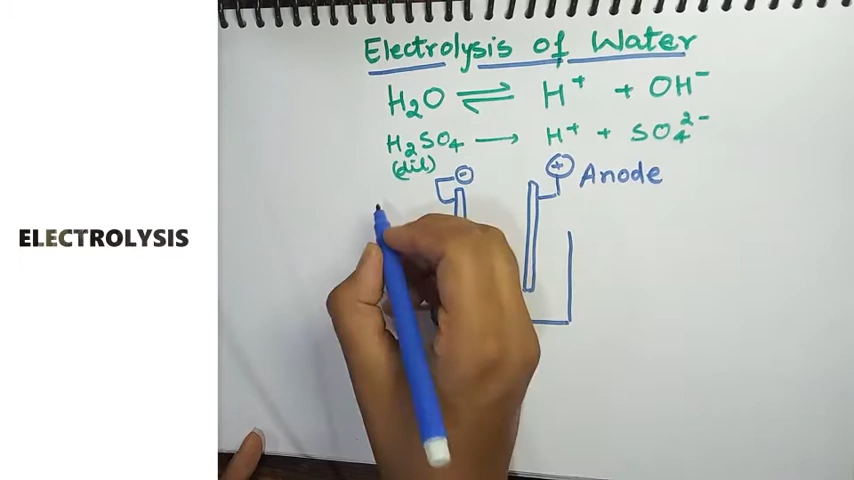 Electrolysis of Water
H₂O ⇌ H⁺ + OH⁻
H₂SO₄ → H⁺ + SO₄²⁻
(dil)
- + Anode
ELECTROLYSIS